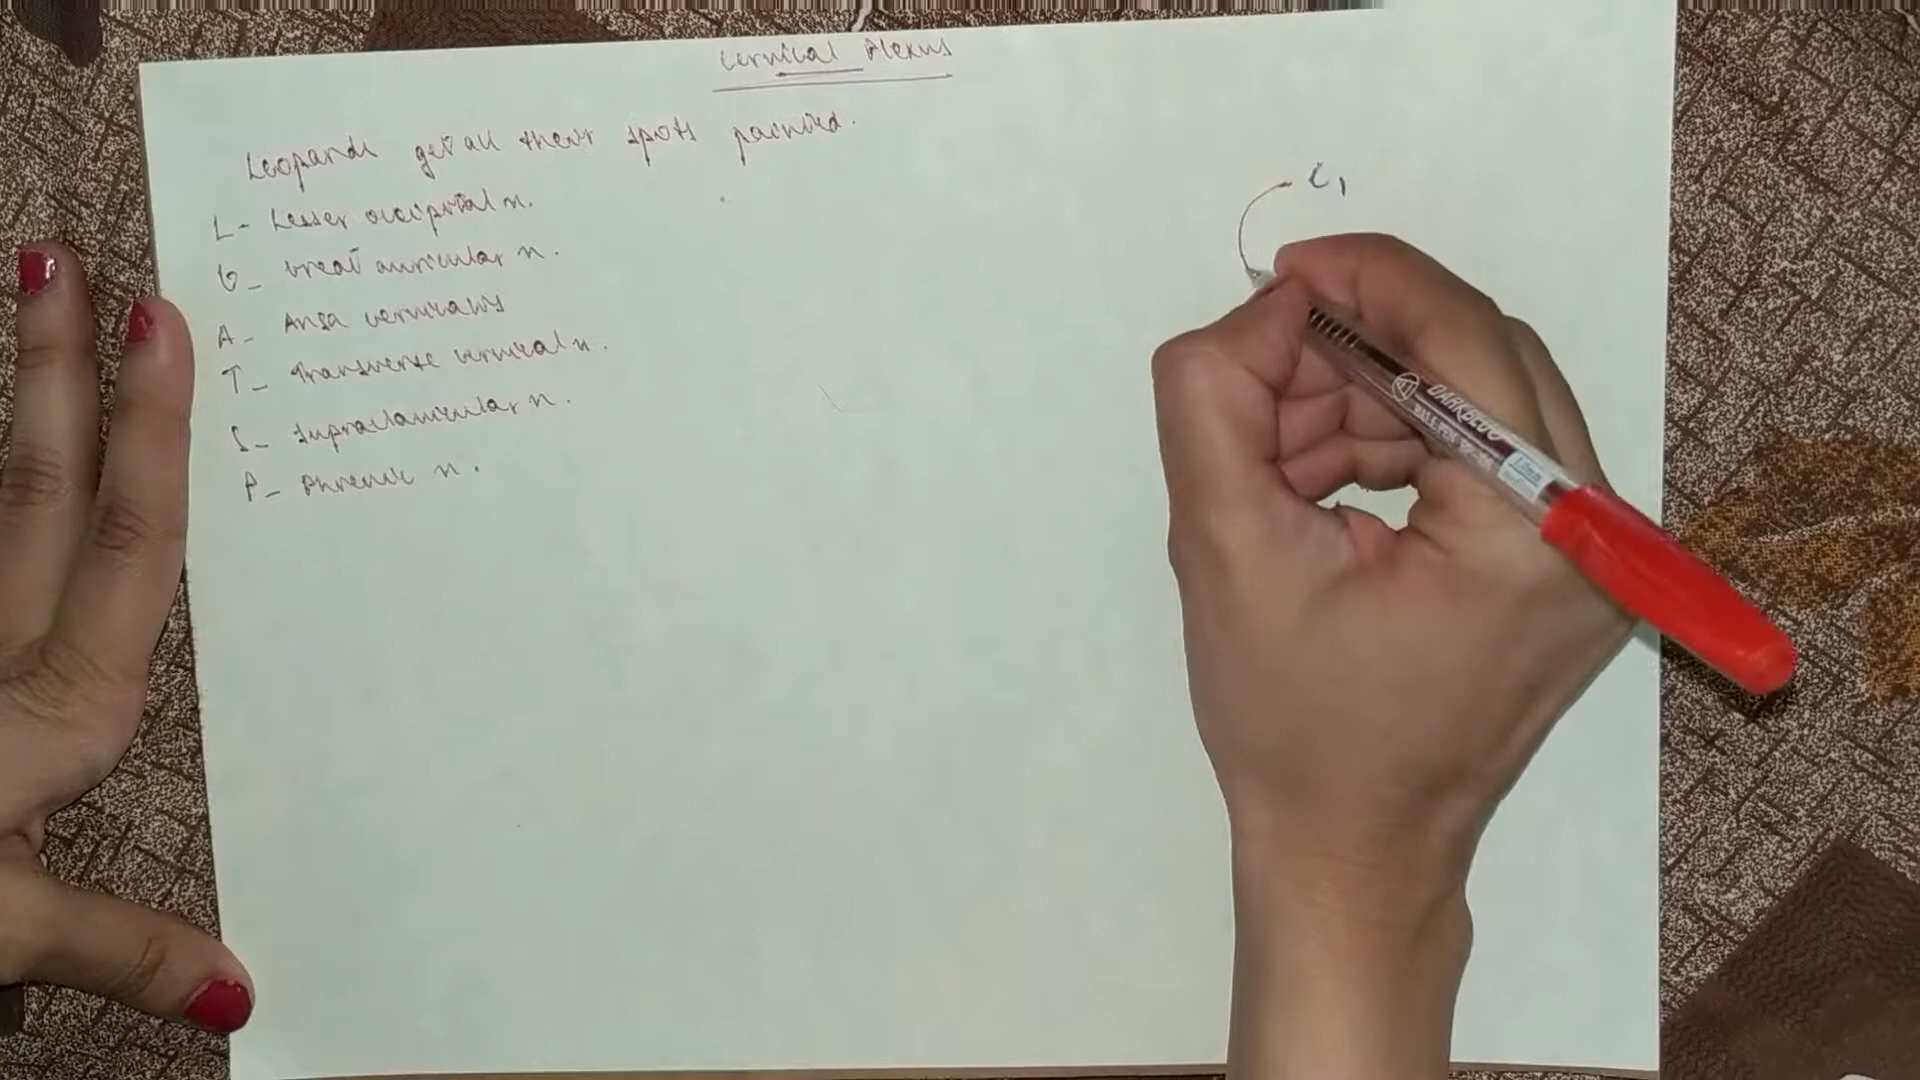 Cervical Plexus
Leopards get all their spots painted.
L- Lesser occipital n.
G- Great auricular n.
A- Ansa cervicalis
T- Transverse cervical n.
S- Supraclavicular n.
P- Phrenic n.
C1